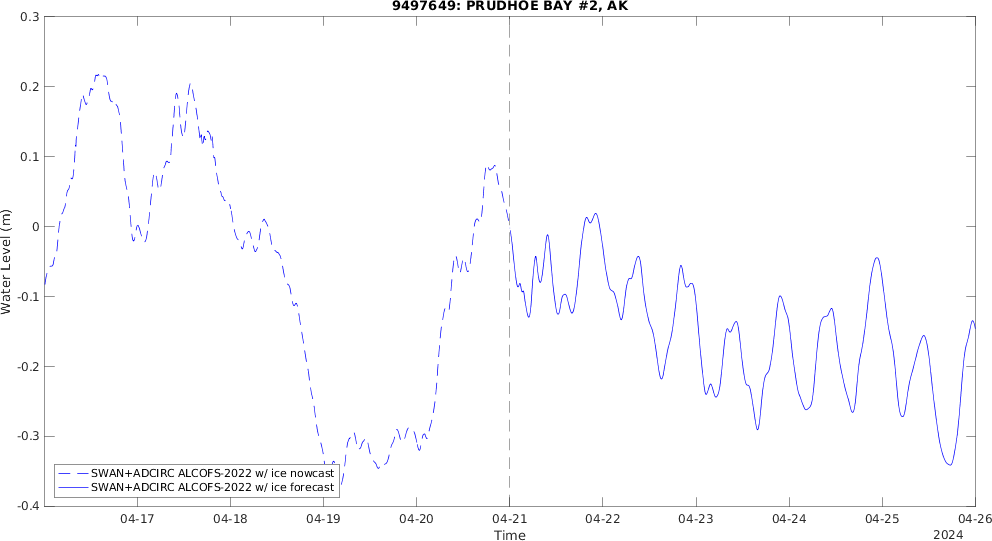 9497649: PRUDHOE BAY #2, AK
0.3
0.2
0.1
0
-0.1
-0.2
-0.3
-0.4
Water Level (m)
SWAN+ADCIRC ALCOFS-2022 w/ ice nowcast
SWAN+ADCIRC ALCOFS-2022 w/ ice forecast
04-17 04-18 04-19 04-20 04-21 04-22 04-23 04-24 04-25 04-26
Time
2024